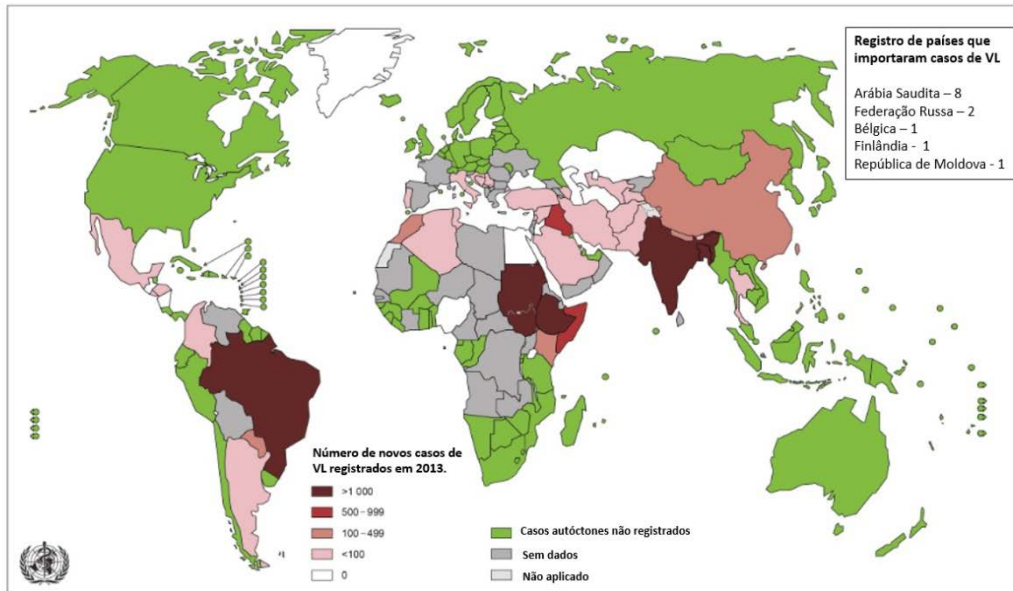 Registro de países que
importaram casos de VL
Arábia Saudita – 8
Federação Russa – 2
Bélgica – 1
Finlândia - 1
República de Moldova - 1
Número de novos casos de
VL registrados em 2013.
>1 000
500–999
100–499
<100
0
Casos autóctones não registrados
Sem dados
Não aplicado